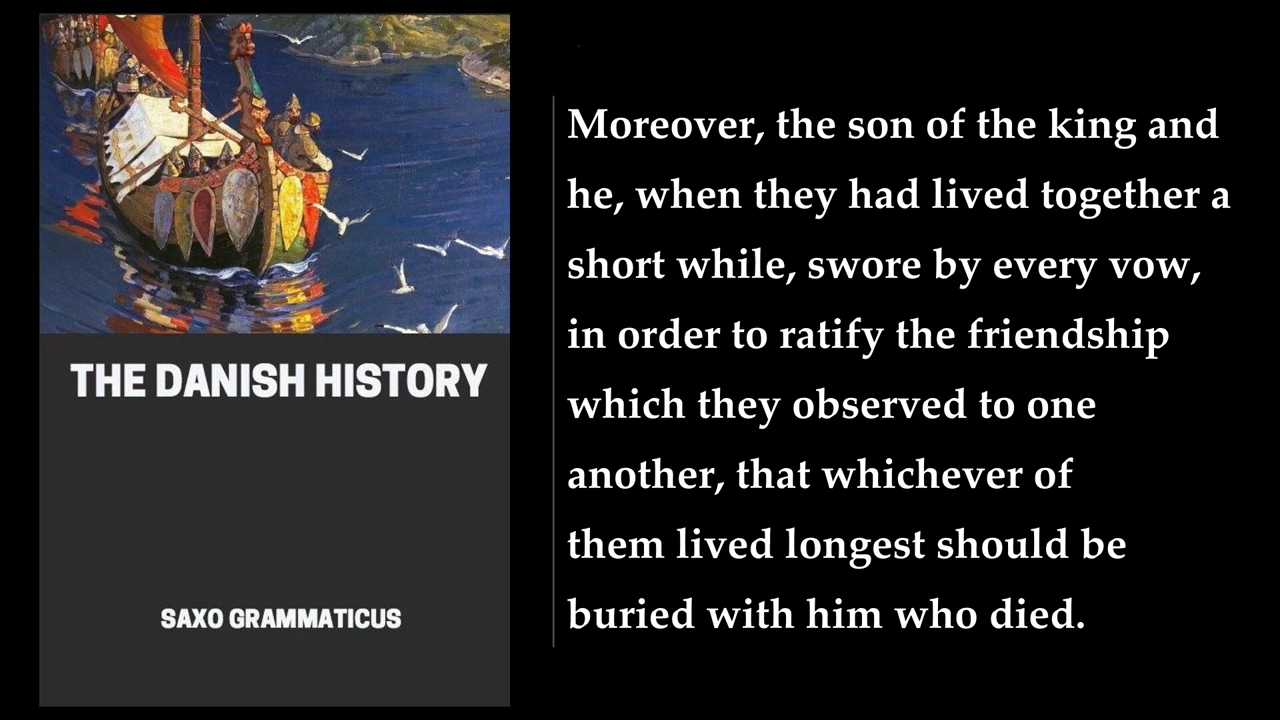 THE DANISH HISTORY
SAXO GRAMMATICUS
Moreover, the son of the king and
he, when they had lived together a
short while, swore by every vow,
in order to ratify the friendship
which they observed to one
another, that whichever of
them lived longest should be
buried with him who died.